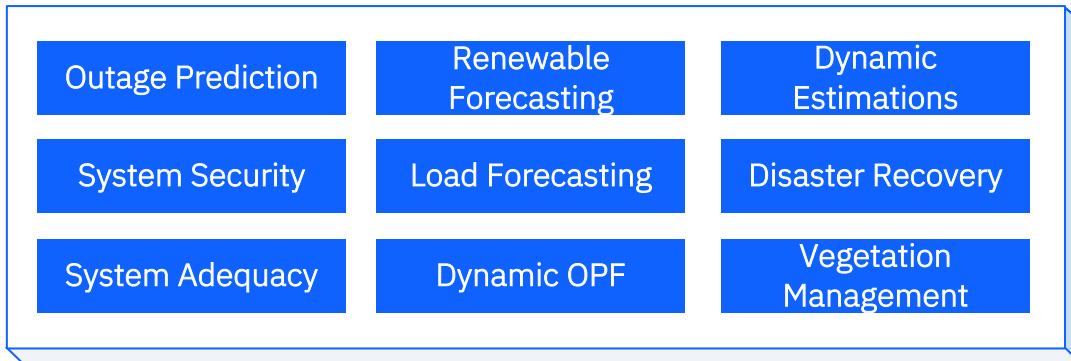 Outage Prediction
Renewable
Forecasting
Dynamic
Estimations
System Security
Load Forecasting
Disaster Recovery
System Adequacy
Dynamic OPF
Vegetation
Management